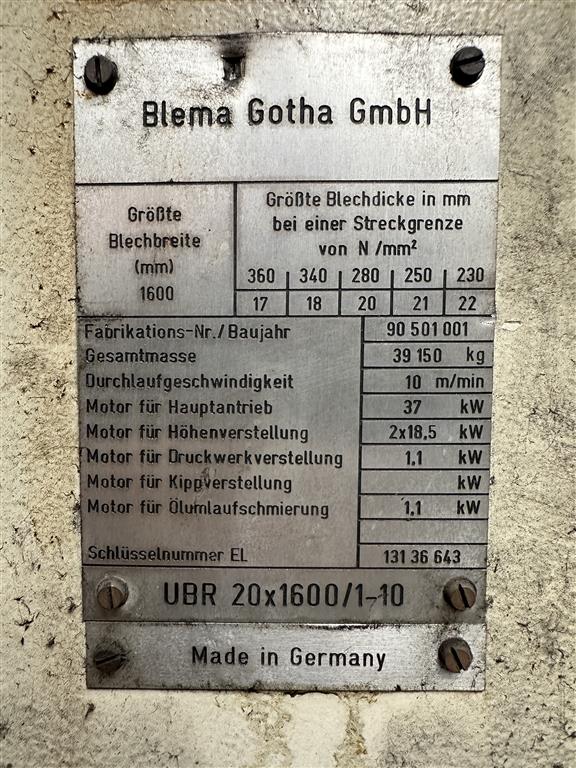 Blema Gotha GmbH
Größte
Blechbreite
(mm)
1600
Größte Blechdicke in mm
bei einer Streckgrenze
von N/mm²
360 340 280 250 230
17 18 20 21 22
Fabrikations-Nr./Baujahr 90 501 001
Gesamtmasse 39 150 kg
Durchlaufgeschwindigkeit 10 m/min
Motor für Hauptantrieb 37 kW
Motor für Höhenverstellung 2x18,5 kW
Motor für Druckwerkverstellung 1,1 kW
Motor für Kippverstellung kW
Motor für Ölumlaufschmierung 1,1 kW
Schlüsselnummer EL 131 36 643
UBR 20x1600/1-10
Made in Germany